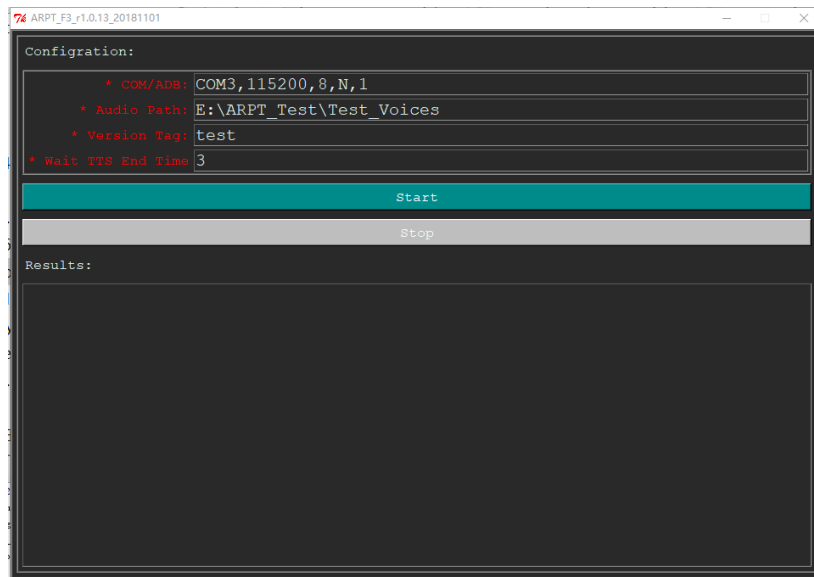 ARPT_F3_r1.0.13_20181101
Configration:
* COM/ADB: COM3,115200,8,N,1
* Audio Path: E:\ARPT_Test\Test_Voices
* Version Tag: test
* Wait TTS End Time 3
Start
Stop
Results: